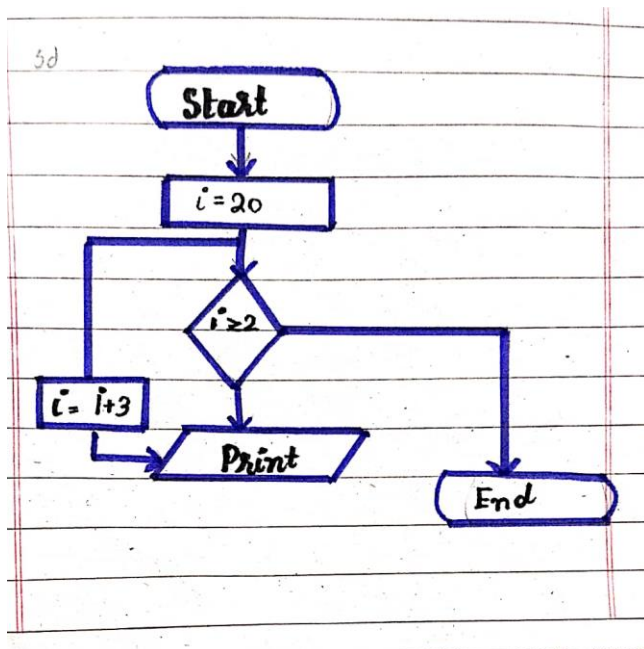 5d
Start
i = 20
i ≥ 2
i = i+3
Print
End